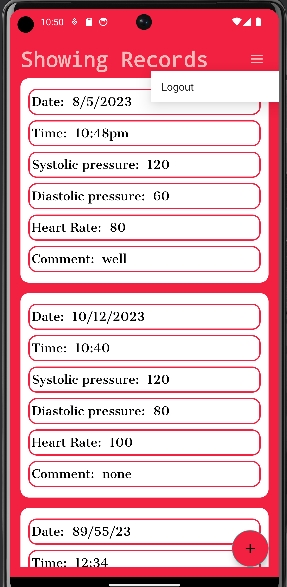 10:50
Showing Records
Logout
Date: 8/5/2023
Time: 10:48pm
Systolic pressure: 120
Diastolic pressure: 60
Heart Rate: 80
Comment: well
Date: 10/12/2023
Time: 10:40
Systolic pressure: 120
Diastolic pressure: 80
Heart Rate: 100
Comment: none
Date: 89/55/23
Time: 12:34
+